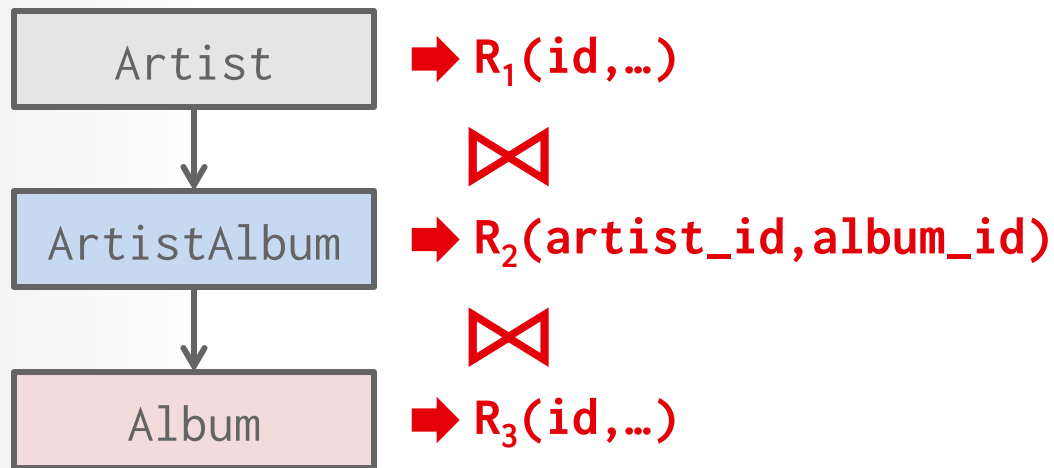 Artist
R₁(id,…)
⋈
ArtistAlbum
R₂(artist_id,album_id)
⋈
Album
R₃(id,…)